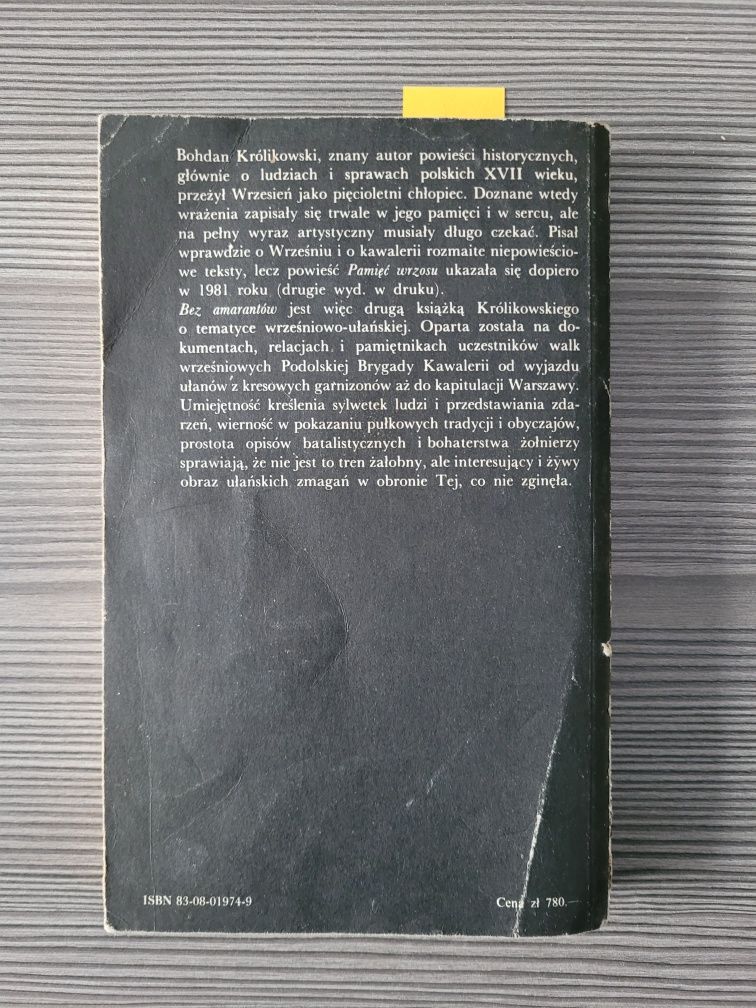 Bohdan Królikowski, znany autor powieści historycznych,
głównie o ludziach i sprawach polskich XVII wieku,
przeżył Wrzesień jako pięcioletni chłopiec. Doznane wtedy
wrażenia zapisały się trwale w jego pamięci i w sercu, ale
na pełny wyraz artystyczny musiały długo czekać. Pisał
wprawdzie o Wrześniu i o kawalerii rozmaite niepowieścio-
we teksty, lecz powieść Pamięć wrzosu ukazała się dopiero
w 1981 roku (drugie wyd. w druku).
Bez amarantów jest więc drugą książką Królikowskiego
o tematyce wrześniowo-ułańskiej. Oparta została na do-
kumentach, relacjach i pamiętnikach uczestników walk
wrześniowych Podolskiej Brygady Kawalerii od wyjazdu
ułanów z kresowych garnizonów aż do kapitulacji Warszawy.
Umiejętność kreślenia sylwetek ludzi i przedstawiania zda-
rzeń, wierność w pokazaniu pułkowych tradycji i obyczajów,
prostota opisów batalistycznych i bohaterstwa żołnierzy
sprawiają, że nie jest to tren żałobny, ale interesujący i żywy
obraz ułańskich zmagań w obronie Tej, co nie zginęła.
ISBN 83-08-01974-9
Cena zł 780.—